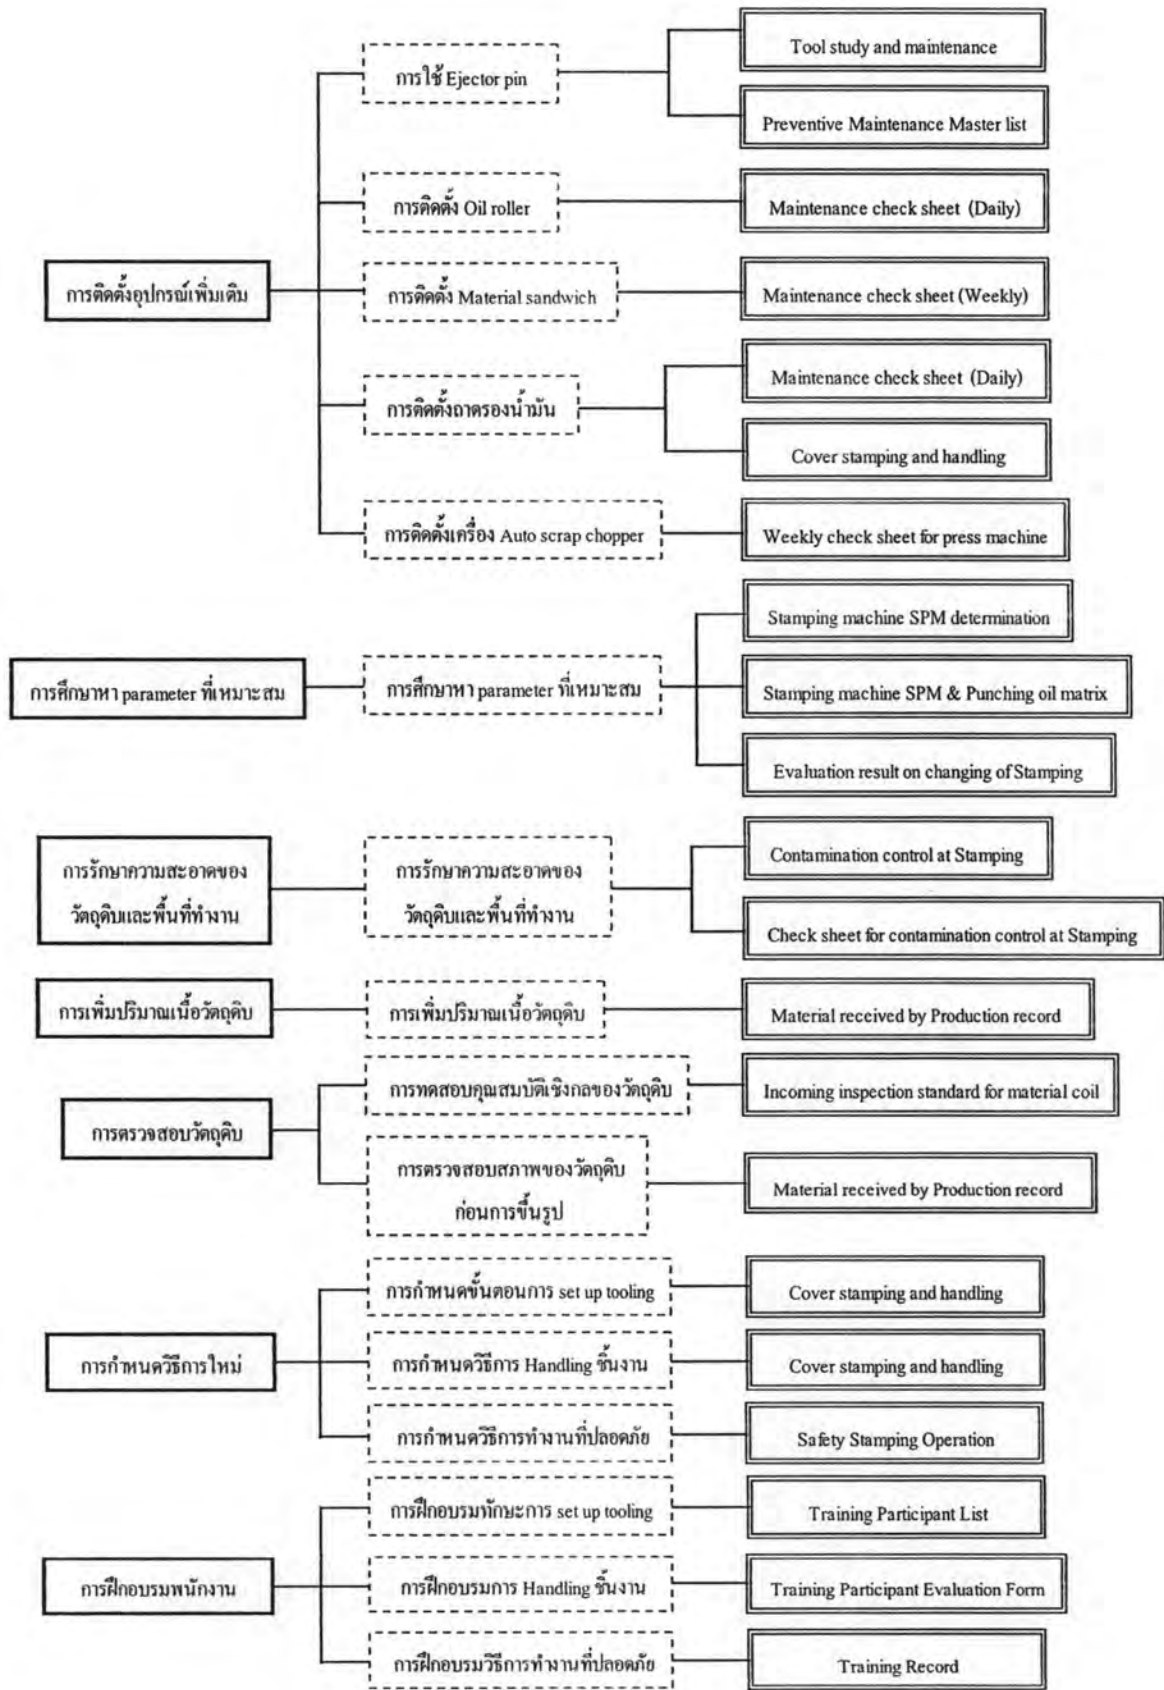 การใช้ Ejector pin
Tool study and maintenance
Preventive Maintenance Master list
การติดตั้ง Oil roller
Maintenance check sheet (Daily)
การติดตั้งอุปกรณ์เพิ่มเติม
การติดตั้ง Material sandwich
Maintenance check sheet (Weekly)
การติดตั้งถาดรองน้ำมัน
Maintenance check sheet (Daily)
Cover stamping and handling
การติดตั้งเครื่อง Auto scrap chopper
Weekly check sheet for press machine
การศึกษาหา parameter ที่เหมาะสม
การศึกษาหา parameter ที่เหมาะสม
Stamping machine SPM determination
Stamping machine SPM & Punching oil matrix
Evaluation result on changing of Stamping
การรักษาความสะอาดของ
วัตถุดิบและพื้นที่ทำงาน
การรักษาความสะอาดของ
วัตถุดิบและพื้นที่ทำงาน
Contamination control at Stamping
Check sheet for contamination control at Stamping
การเพิ่มปริมาณเนื้อวัตถุดิบ
การเพิ่มปริมาณเนื้อวัตถุดิบ
Material received by Production record
การตรวจสอบวัตถุดิบ
การทดสอบคุณสมบัติเชิงกลของวัตถุดิบ
Incoming inspection standard for material coil
การตรวจสอบสภาพของวัตถุดิบ
ก่อนการขึ้นรูป
Material received by Production record
การกำหนดวิธีการใหม่
การกำหนดขั้นตอนการ set up tooling
Cover stamping and handling
การกำหนดวิธีการ Handling ชิ้นงาน
Cover stamping and handling
การกำหนดวิธีการทำงานที่ปลอดภัย
Safety Stamping Operation
การฝึกอบรมพนักงาน
การฝึกอบรมทักษะการ set up tooling
Training Participant List
การฝึกอบรมการ Handling ชิ้นงาน
Training Participant Evaluation Form
การฝึกอบรมวิธีการทำงานที่ปลอดภัย
Training Record